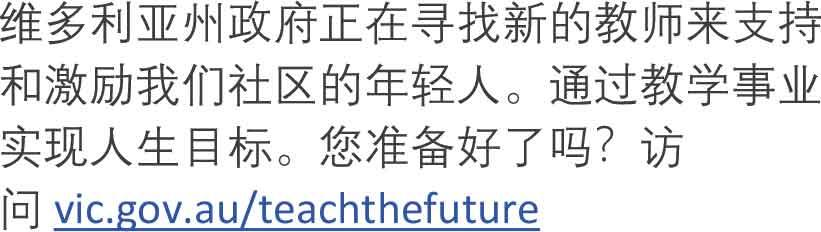 维多利亚州政府正在寻找新的教师来支持
和激励我们社区的年轻人。通过教学事业
实现人生目标。您准备好了吗？访
问 vic.gov.au/teachthefuture